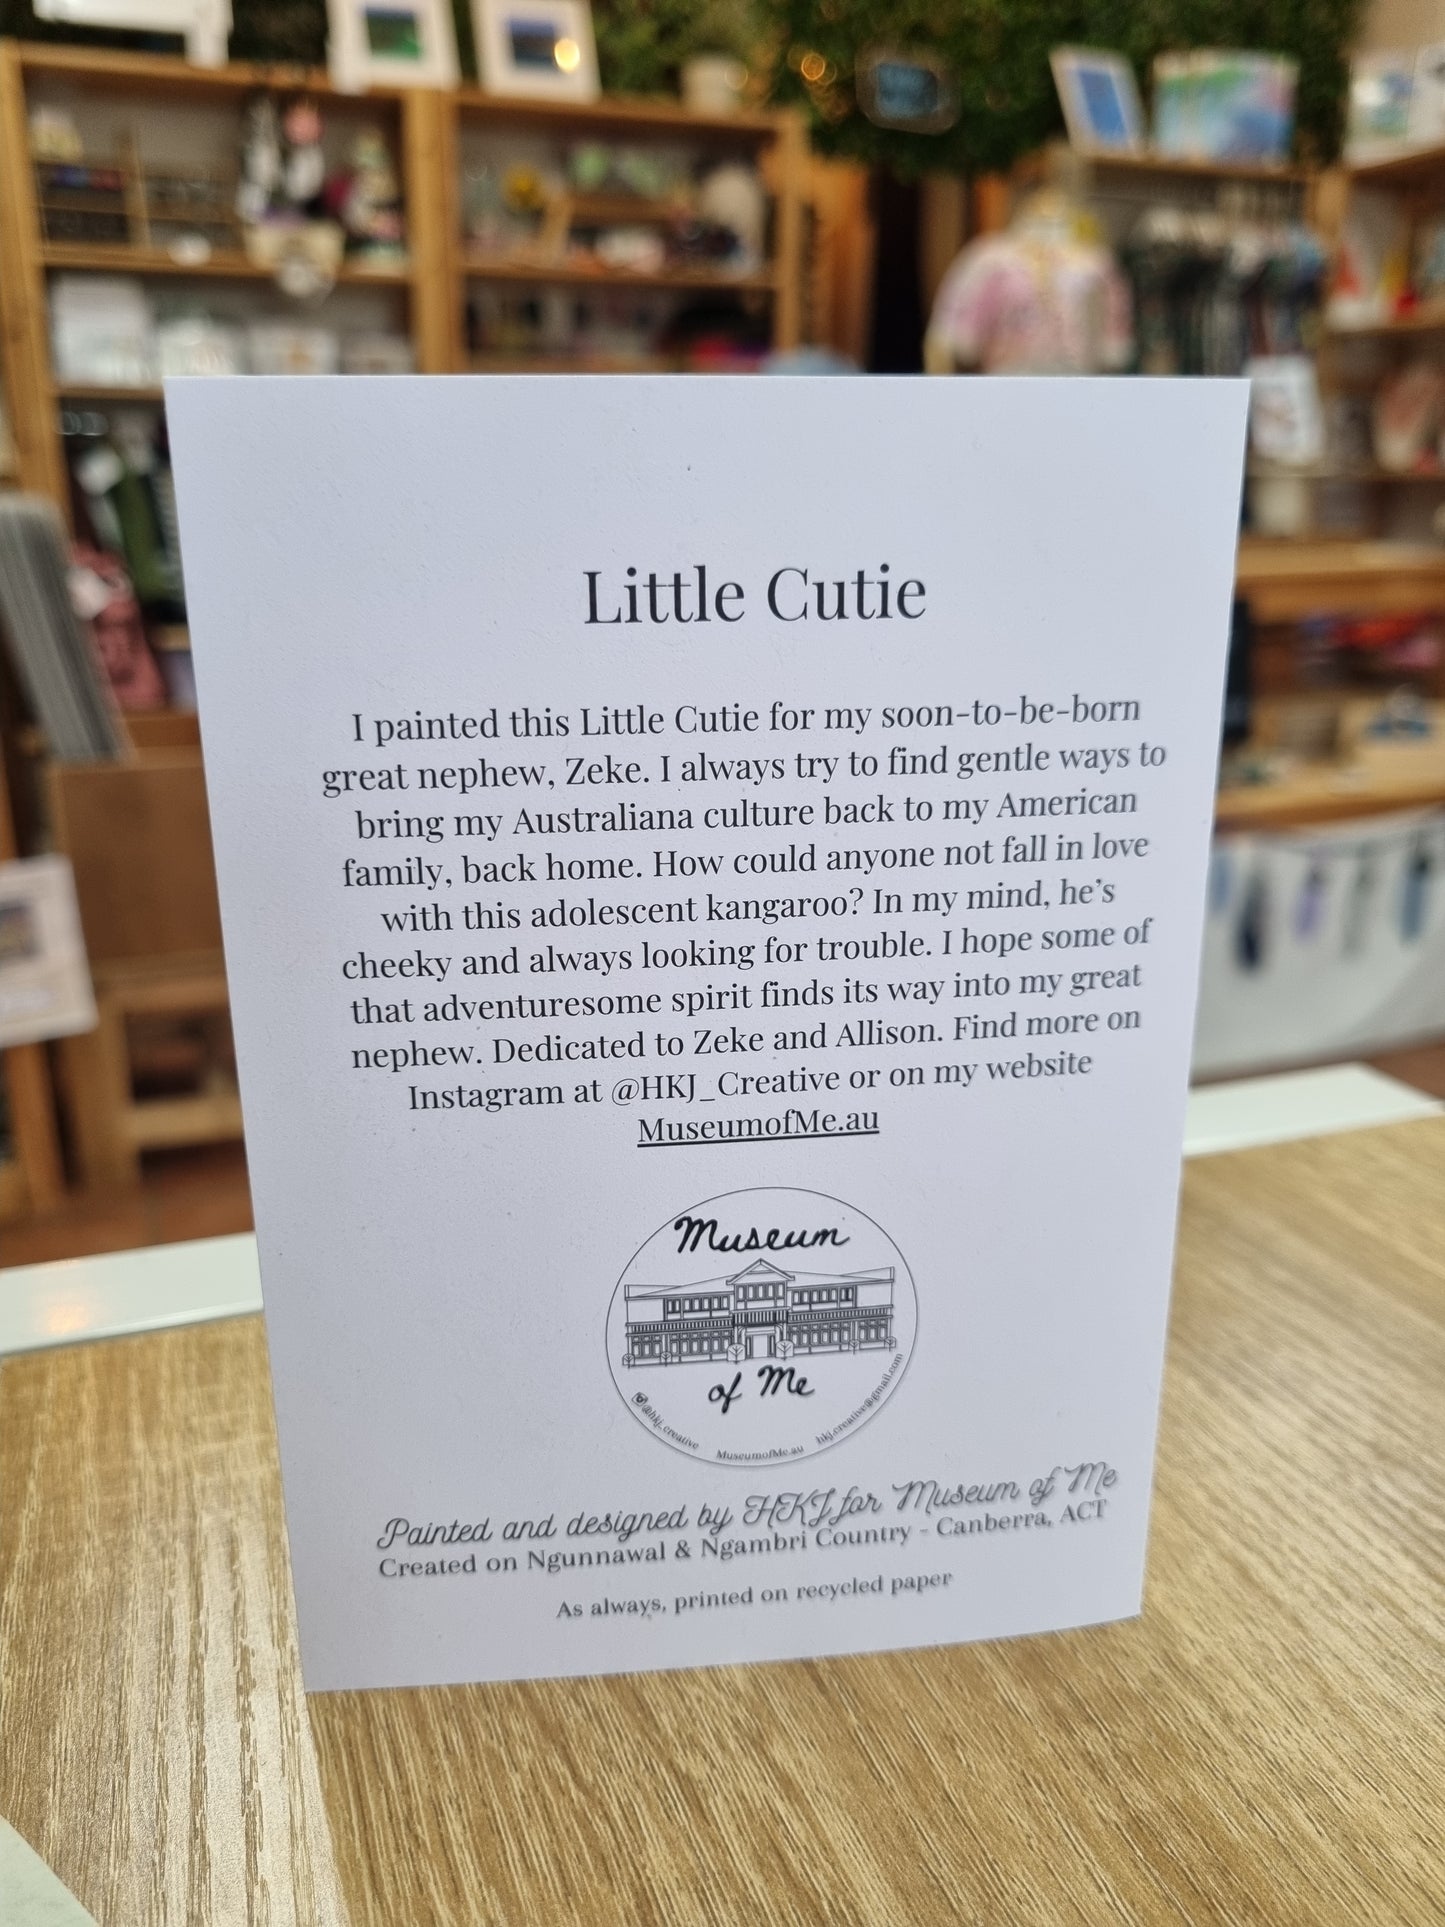 Little Cutie
I painted this Little Cutie for my soon-to-be-born
great nephew, Zeke. I always try to find gentle ways to
bring my Australiana culture back to my American
family, back home. How could anyone not fall in love
with this adolescent kangaroo? In my mind, he's
cheeky and always looking for trouble. I hope some of
that adventuresome spirit finds its way into my great
nephew. Dedicated to Zeke and Allison. Find more on
Instagram at @HKJ_Creative or on my website
MuseumofMe.au
Museum
of Me
@hkj_creative
MuseumofMe.au
hkj.creative@gmail.com
Painted and designed by HKJ for Museum of Me
Created on Ngunnawal & Ngambri Country - Canberra, ACT
As always, printed on recycled paper